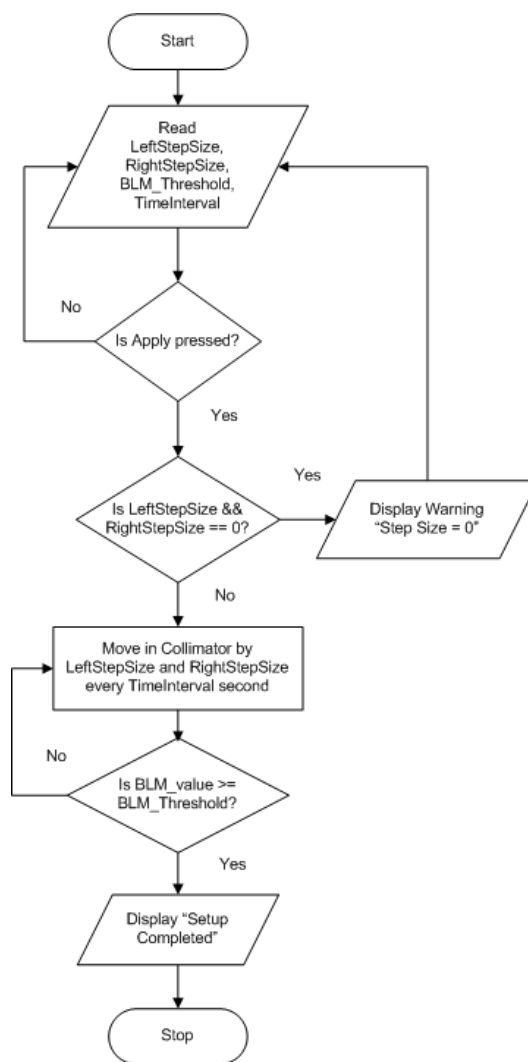 Start
Read
LeftStepSize,
RightStepSize,
BLM_Threshold,
TimeInterval
No
Is Apply pressed?
Yes
Is LeftStepSize &&
RightStepSize == 0?
Yes
Display Warning
“Step Size = 0”
No
Move in Collimator by
LeftStepSize and RightStepSize
every TimeInterval second
No
Is BLM_value >=
BLM_Threshold?
Yes
Display “Setup
Completed”
Stop